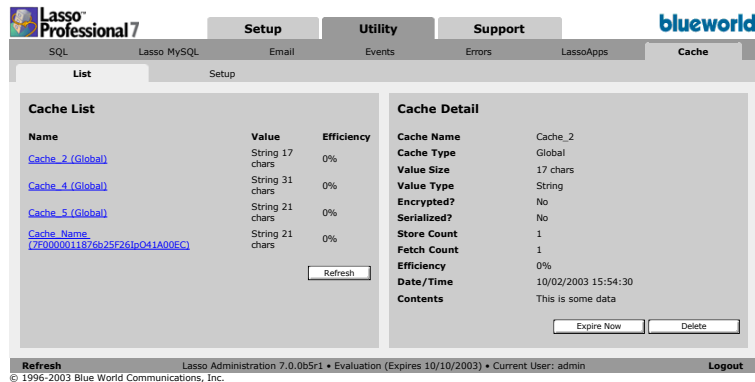 Lasso™
Professional 7
Setup Utility Support
blueworld
SQL Lasso MySQL Email Events Errors LassoApps Cache
List Setup
Cache List
Name Value Efficiency
Cache_2 (Global) String 17 chars 0%
Cache_4 (Global) String 31 chars 0%
Cache_5 (Global) String 21 chars 0%
Cache_Name_
(7F0000011876b25F26IpO41A00EC) String 21 chars 0%
Refresh
Cache Detail
Cache Name Cache_2
Cache Type Global
Value Size 17 chars
Value Type String
Encrypted? No
Serialized? No
Store Count 1
Fetch Count 1
Efficiency 0%
Date/Time 10/02/2003 15:54:30
Contents This is some data
Expire Now Delete
Refresh Lasso Administration 7.0.0b5r1 • Evaluation (Expires 10/10/2003) • Current User: admin Logout
© 1996-2003 Blue World Communications, Inc.